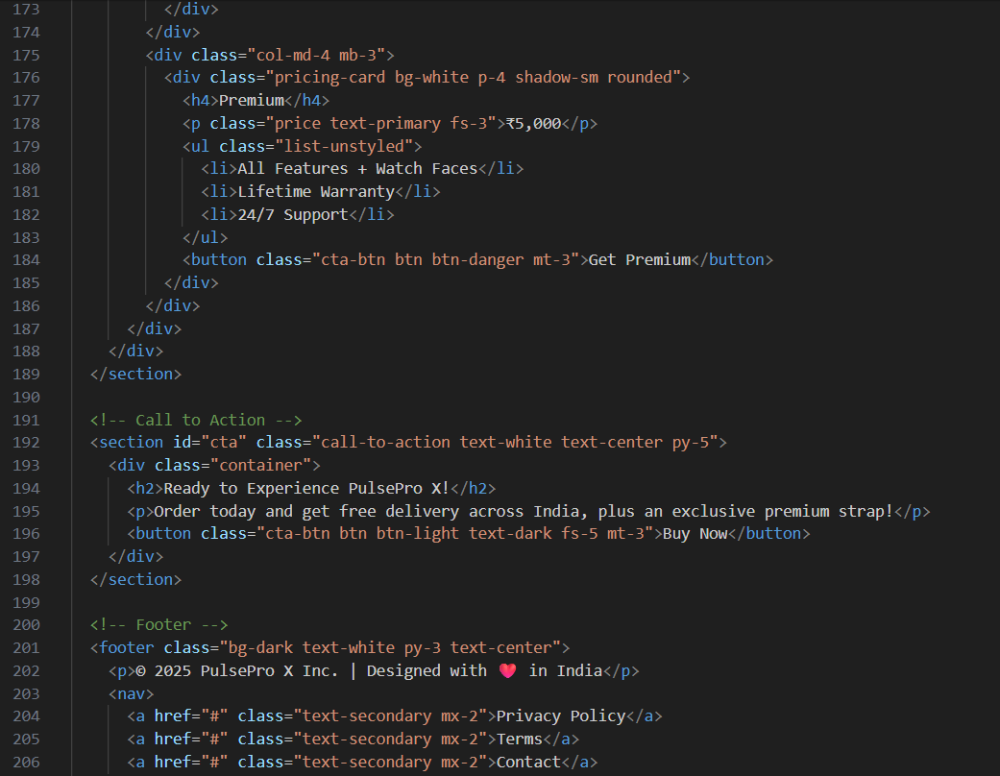 173 </div>
174 </div>
175 <div class="col-md-4 mb-3">
176 <div class="pricing-card bg-white p-4 shadow-sm rounded">
177 <h4>Premium</h4>
178 <p class="price text-primary fs-3">₹5,000</p>
179 <ul class="list-unstyled">
180 <li>All Features + Watch Faces</li>
181 <li>Lifetime Warranty</li>
182 <li>24/7 Support</li>
183 </ul>
184 <button class="cta-btn btn btn-danger mt-3">Get Premium</button>
185 </div>
186 </div>
187 </div>
188 </div>
189 </section>
190
191 <!-- Call to Action -->
192 <section id="cta" class="call-to-action text-white text-center py-5">
193 <div class="container">
194 <h2>Ready to Experience PulsePro X!</h2>
195 <p>Order today and get free delivery across India, plus an exclusive premium strap!</p>
196 <button class="cta-btn btn btn-light text-dark fs-5 mt-3">Buy Now</button>
197 </div>
198 </section>
199
200 <!-- Footer -->
201 <footer class="bg-dark text-white py-3 text-center">
202 <p>© 2025 PulsePro X Inc. | Designed with ❤️ in India</p>
203 <nav>
204 <a href="#" class="text-secondary mx-2">Privacy Policy</a>
205 <a href="#" class="text-secondary mx-2">Terms</a>
206 <a href="#" class="text-secondary mx-2">Contact</a>